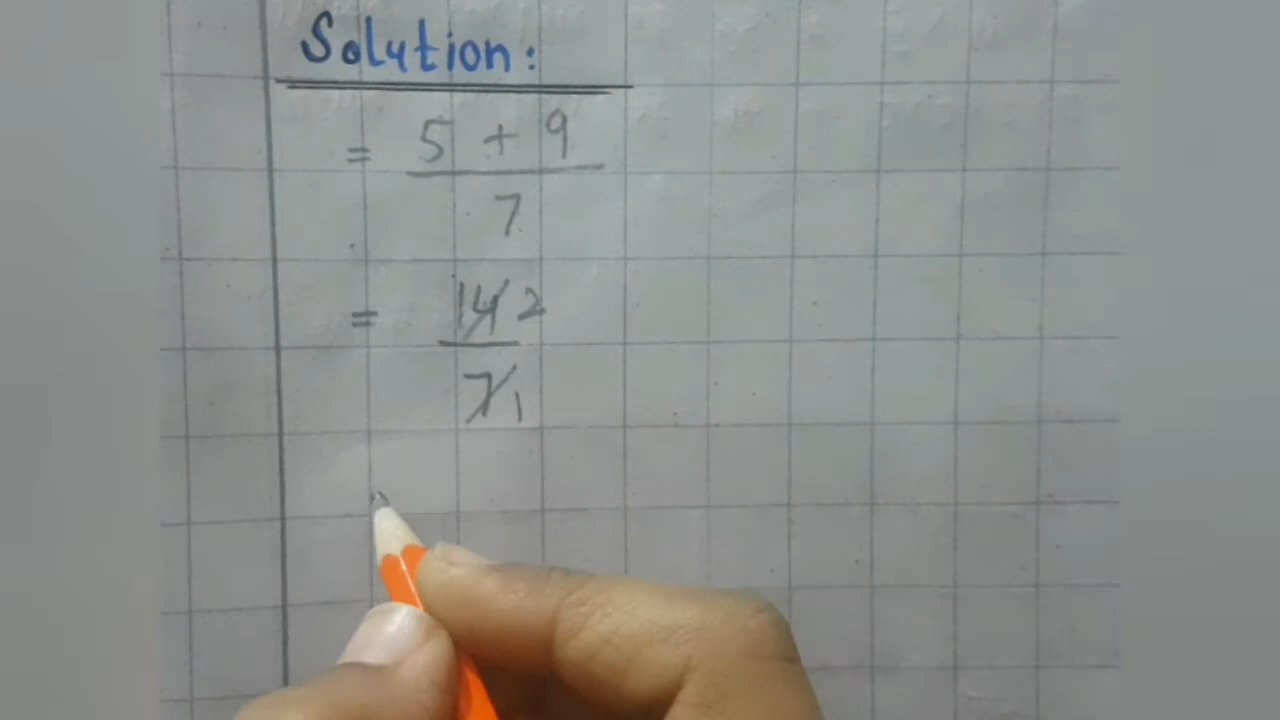 Solution:
= 5 + 9
7
= 14 2
7 1